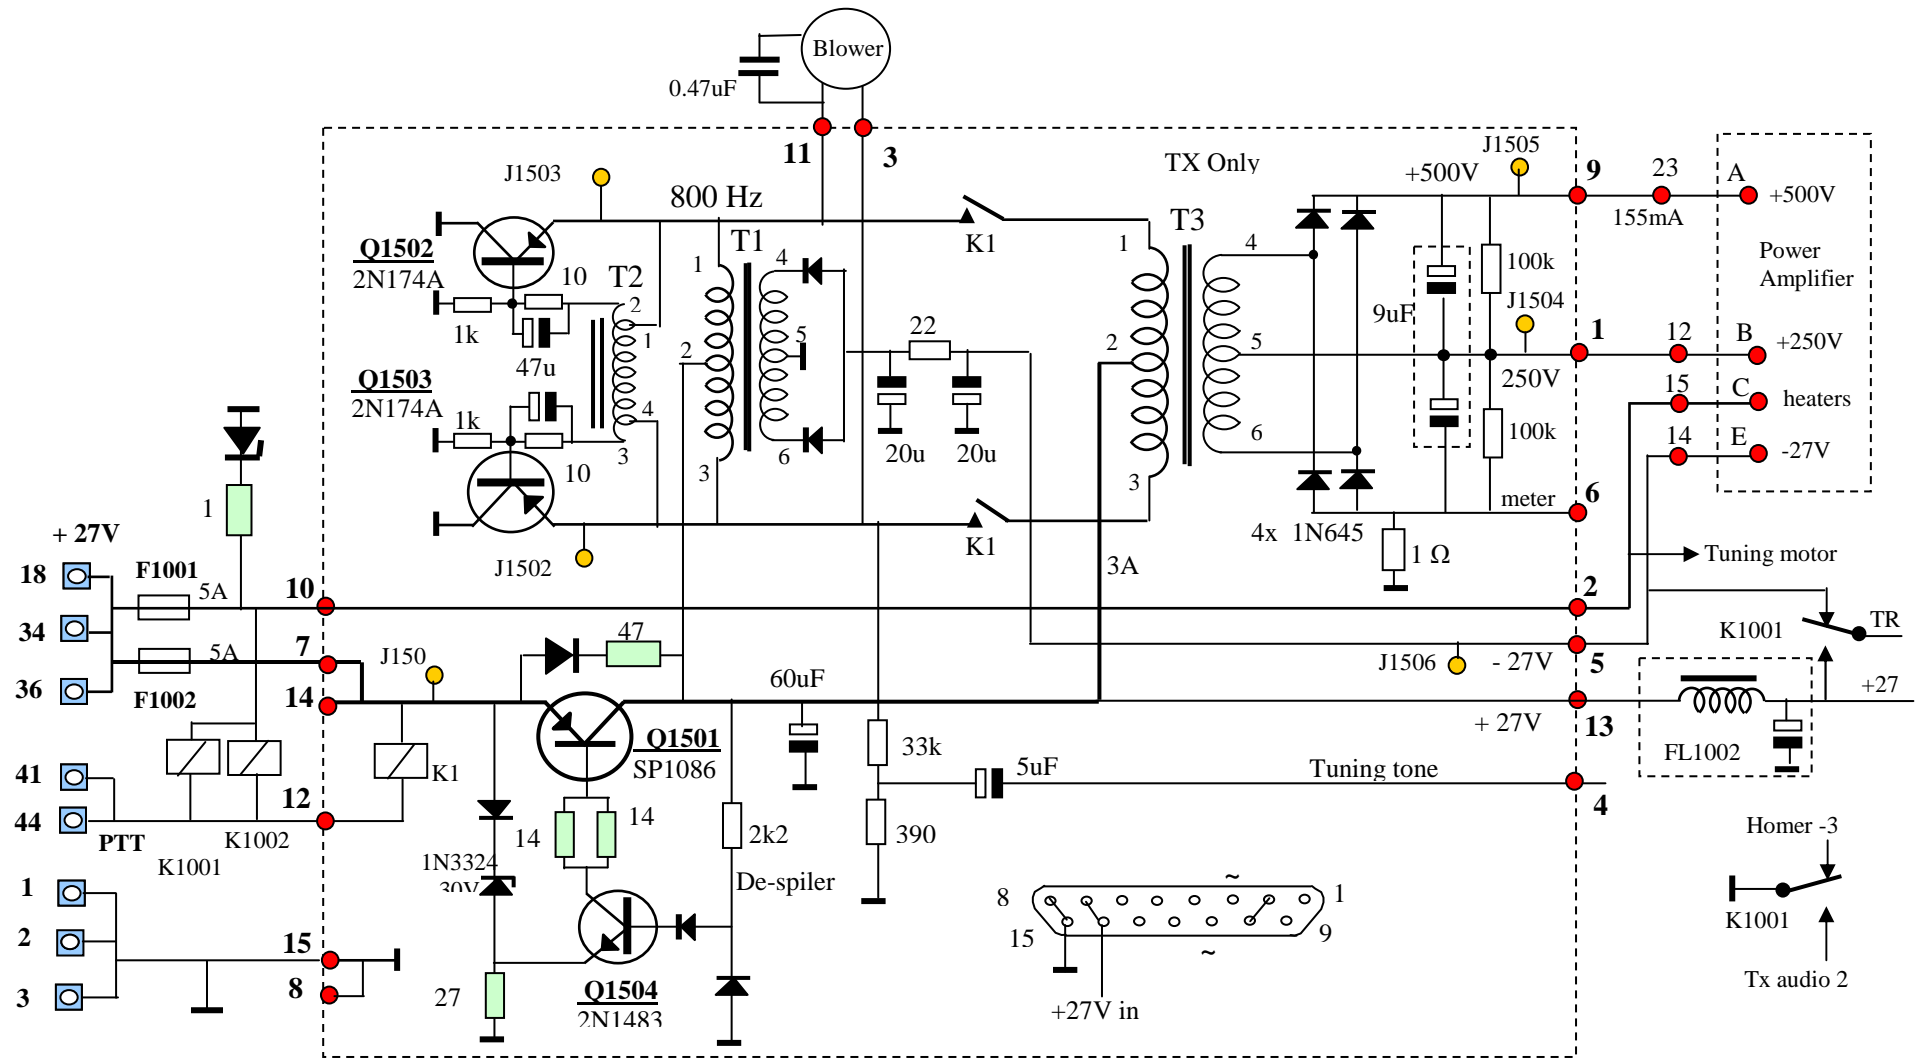 Blower
0.47uF
11
3
TX Only
J1505
J1503
800 Hz
+500V
9
23
A
+500V
155mA
Q1502
2N174A
10
T2
T1
K1
T3
1
4
1
4
100k
Power
Amplifier
2
1
1k
47u
J1504
9uF
22
2
5
2
5
1
12
B
+250V
250V
Q1503
2N174A
15
C
heaters
4
1k
3
10
6
20u
20u
100k
14
E
-27V
3
6
3
meter
6
1
+ 27V
J1502
K1
4x 1N645
1 Ω
Tuning motor
18
F1001
5A
10
3A
2
34
7
47
K1001
TR
5A
J150
J1506
- 27V
5
36
F1002
14
60uF
+27
+ 27V
13
Q1501
SP1086
33k
FL1002
41
K1
5uF
Tuning tone
4
44
12
PTT
K1002
K1001
14
14
2k2
390
Homer -3
1N3324
30V
De-spiler
1
8
~
1
K1001
2
15
15
9
~
3
8
27
Q1504
2N1483
+27V in
Tx audio 2